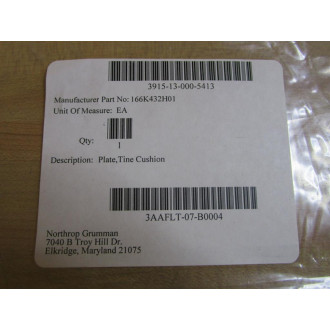 3915-13-000-5413
Manufacturer Part No: 166K432H01
Unit Of Measure: EA
Qty:
1
Description: Plate,Tine Cushion
3AAFLT-07-B0004
Northrop Grumman
7040 B Troy Hill Dr.
Elkridge, Maryland 21075